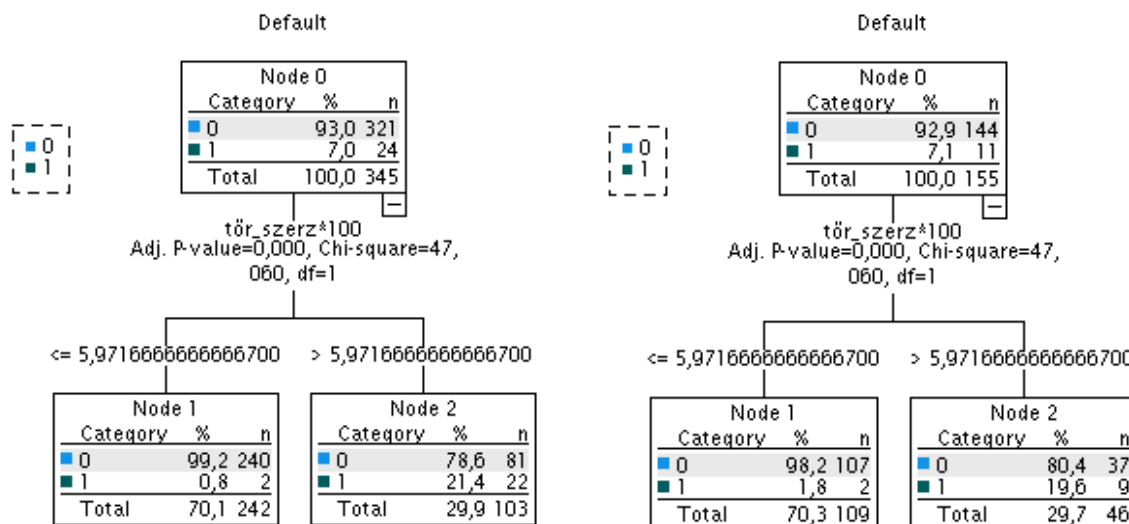 Default
Node 0
Category % n
0 93,0 321
1 7,0 24
Total 100,0 345
0
1
tör_szerz*100
Adj. P-value=0,000, Chi-square=47,
060, df=1
<= 5,9716666666666700
> 5,9716666666666700
Node 1
Category % n
0 99,2 240
1 0,8 2
Total 70,1 242
Node 2
Category % n
0 78,6 81
1 21,4 22
Total 29,9 103
Default
Node 0
Category % n
0 92,9 144
1 7,1 11
Total 100,0 155
0
1
tör_szerz*100
Adj. P-value=0,000, Chi-square=47,
060, df=1
<= 5,9716666666666700
> 5,9716666666666700
Node 1
Category % n
0 98,2 107
1 1,8 2
Total 70,3 109
Node 2
Category % n
0 80,4 37
1 19,6 9
Total 29,7 46